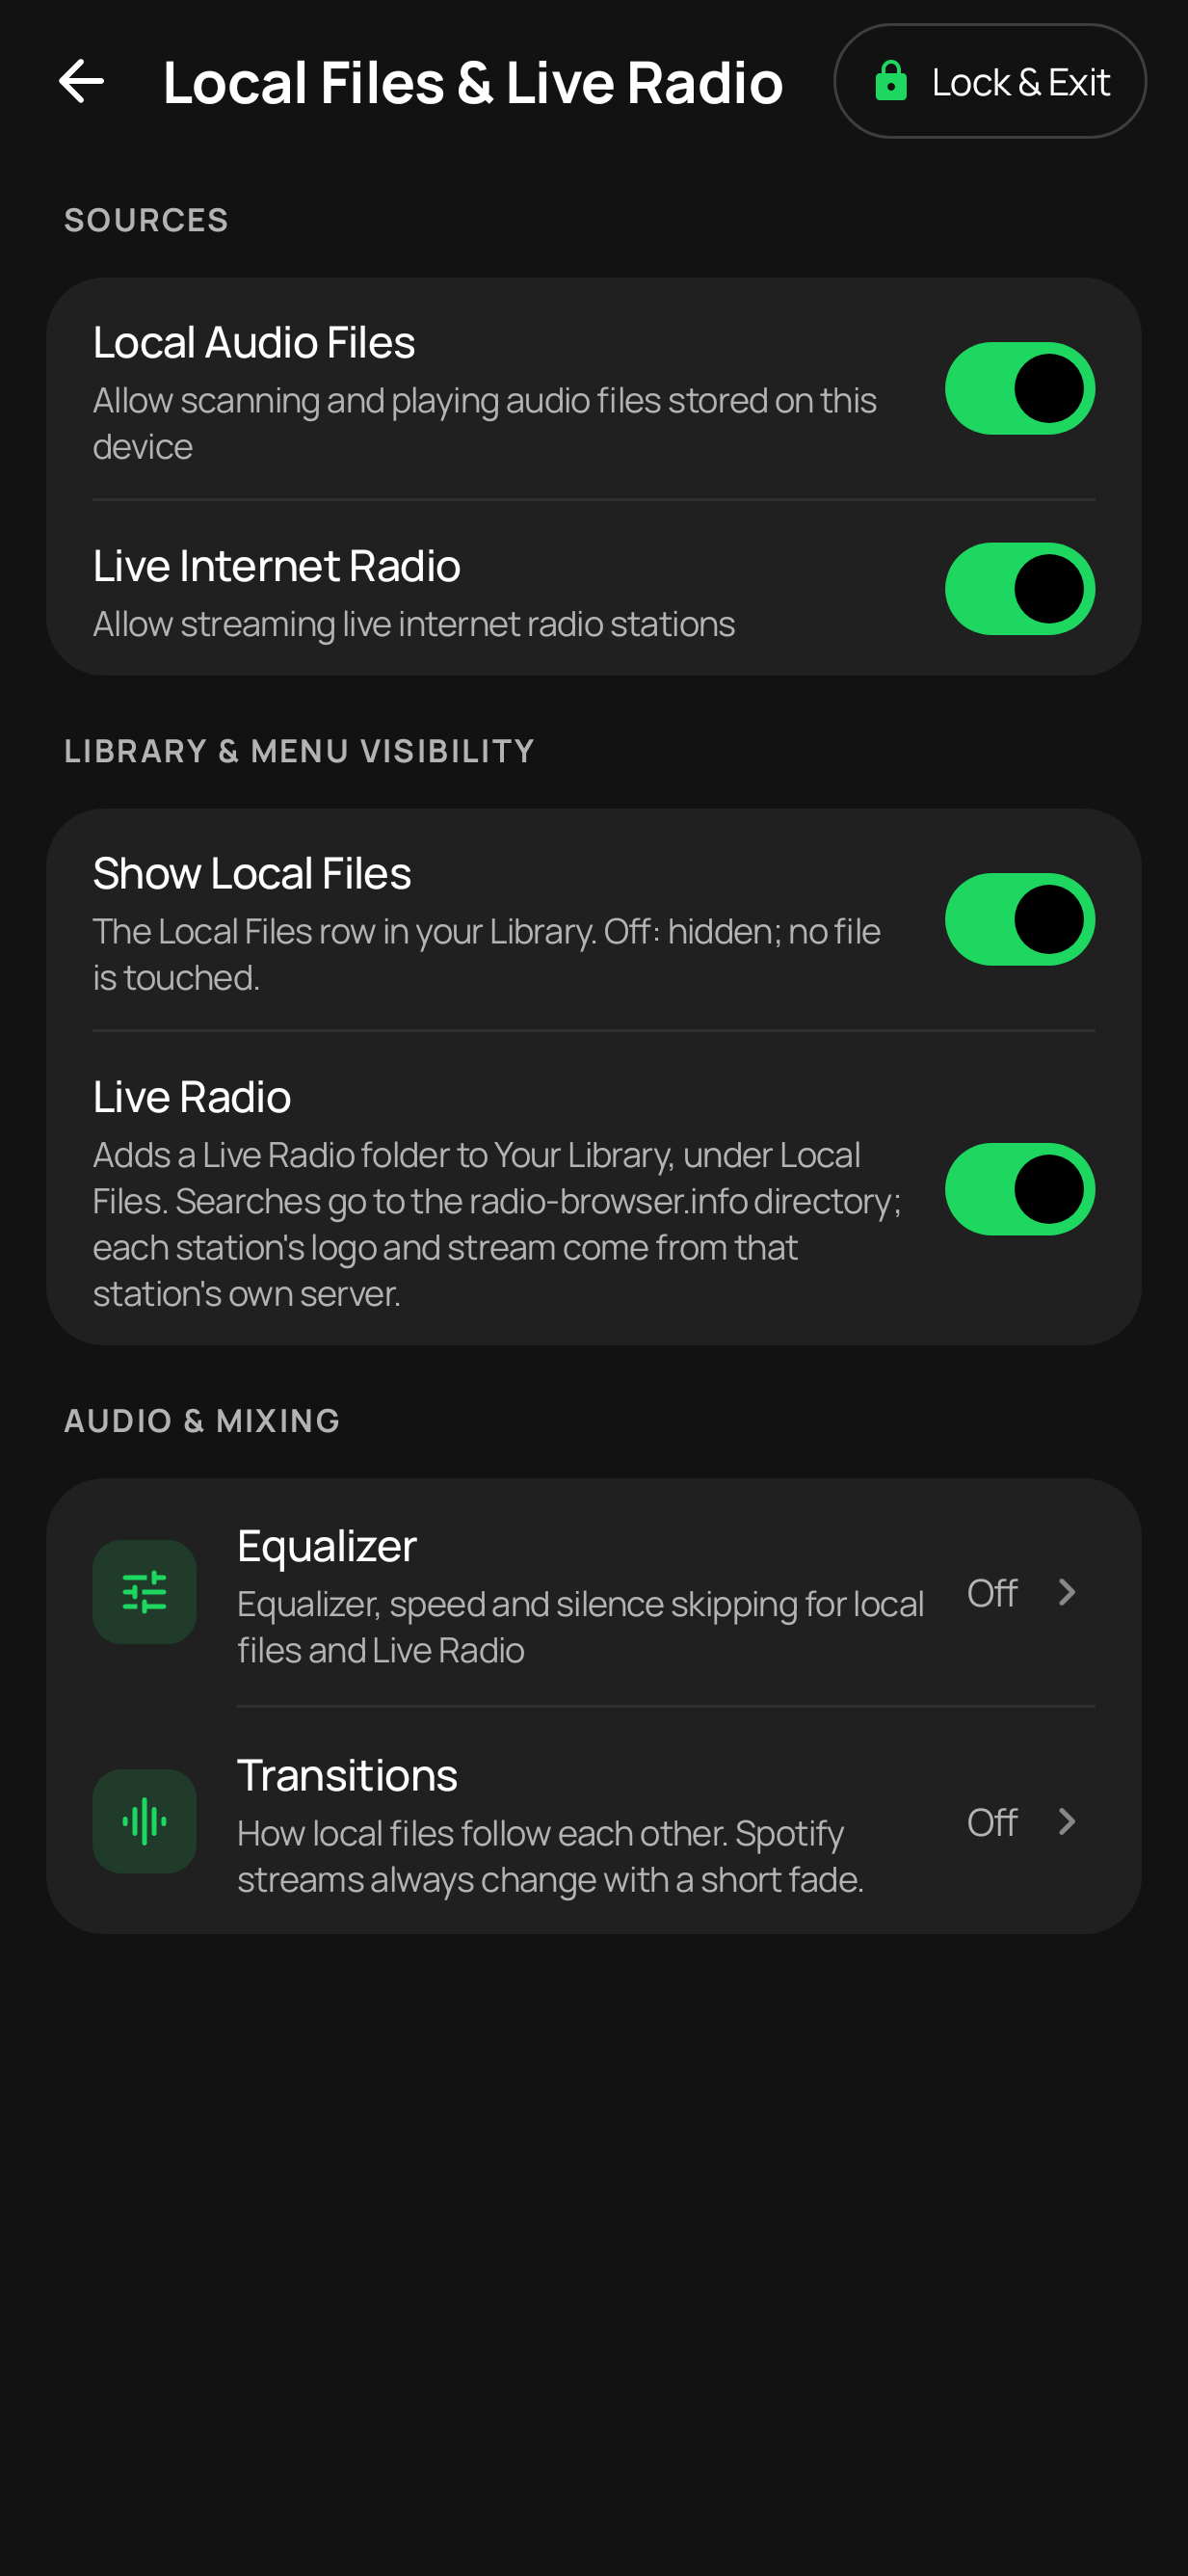 Local Files & Live Radio
Lock & Exit
SOURCES
Local Audio Files
Allow scanning and playing audio files stored on this
device
Live Internet Radio
Allow streaming live internet radio stations
LIBRARY & MENU VISIBILITY
Show Local Files
The Local Files row in your Library. Off: hidden; no file
is touched.
Live Radio
Adds a Live Radio folder to Your Library, under Local
Files. Searches go to the radio-browser.info directory;
each station's logo and stream come from that
station's own server.
AUDIO & MIXING
Equalizer
Equalizer, speed and silence skipping for local
files and Live Radio
Off
Transitions
How local files follow each other. Spotify
streams always change with a short fade.
Off